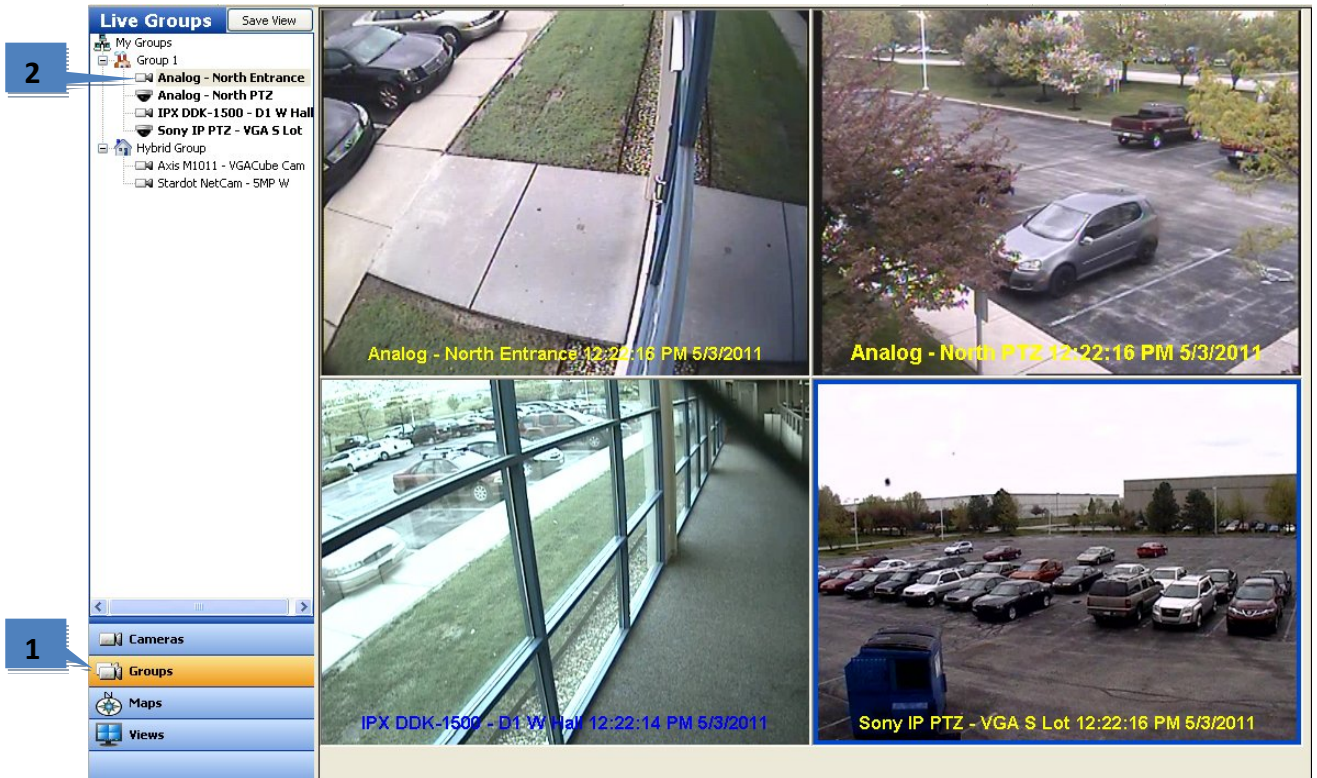 Live Groups
Save View
My Groups
Group 1
2
Analog - North Entrance
Analog - North PTZ
IPX DDK-1500 - D1 W Hall
Sony IP PTZ - VGA S Lot
Hybrid Group
Axis M1011 - VGACube Cam
Stardot NetCam - 5MP W
Cameras
1
Groups
N
Maps
Views
Analog - North Entrance 12:22:16 PM 5/3/2011
Analog - North PTZ 12:22:16 PM 5/3/2011
IPX DDK-1500 - D1 W Hall 12:22:14 PM 5/3/2011
Sony IP PTZ - VGA S Lot 12:22:16 PM 5/3/2011